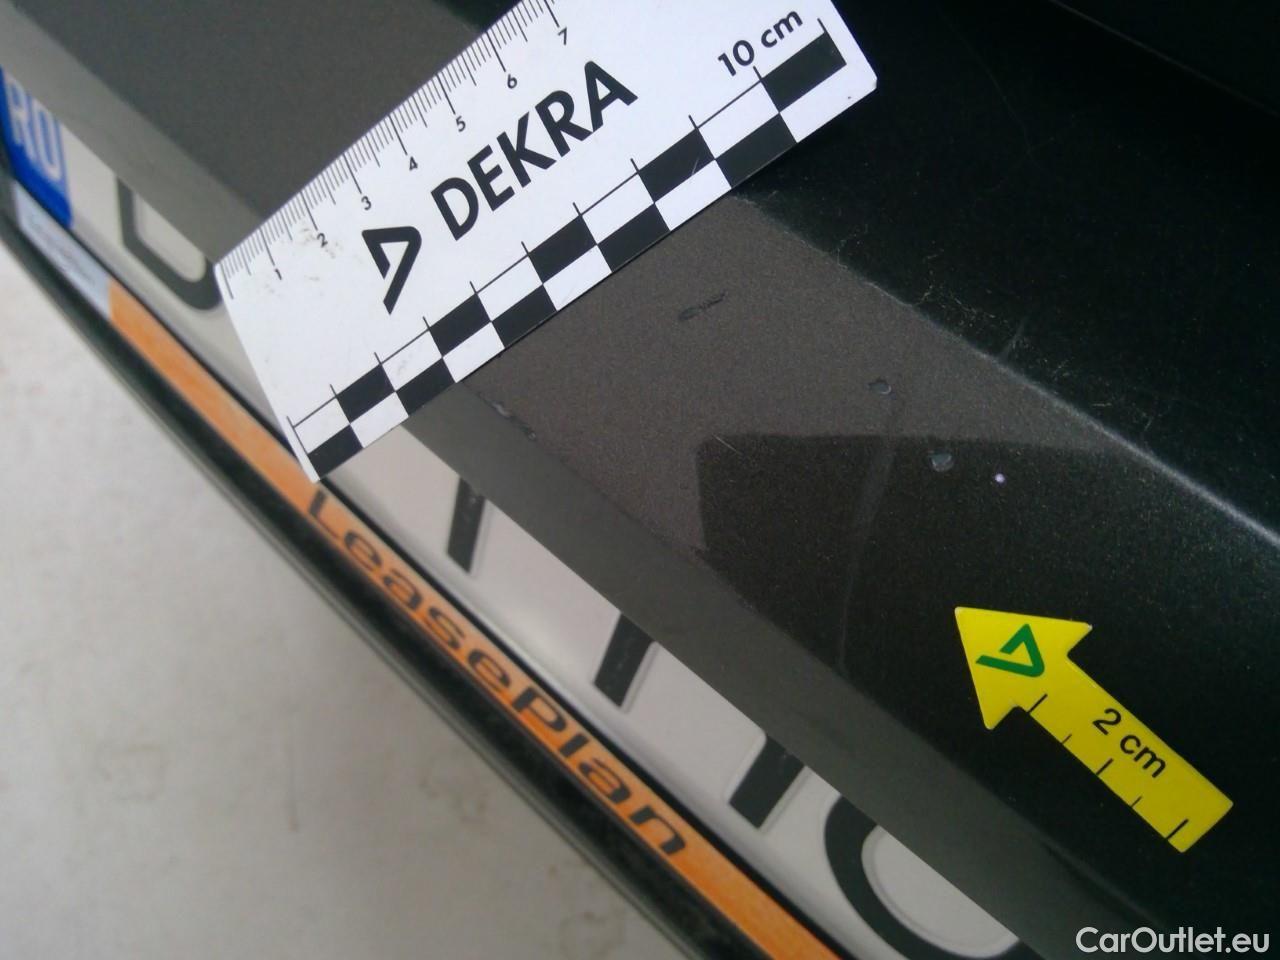 10 cm
1 2 3 4 5 6 7
DEKRA
RO
LeasePlan
2 cm
CarOutlet.eu